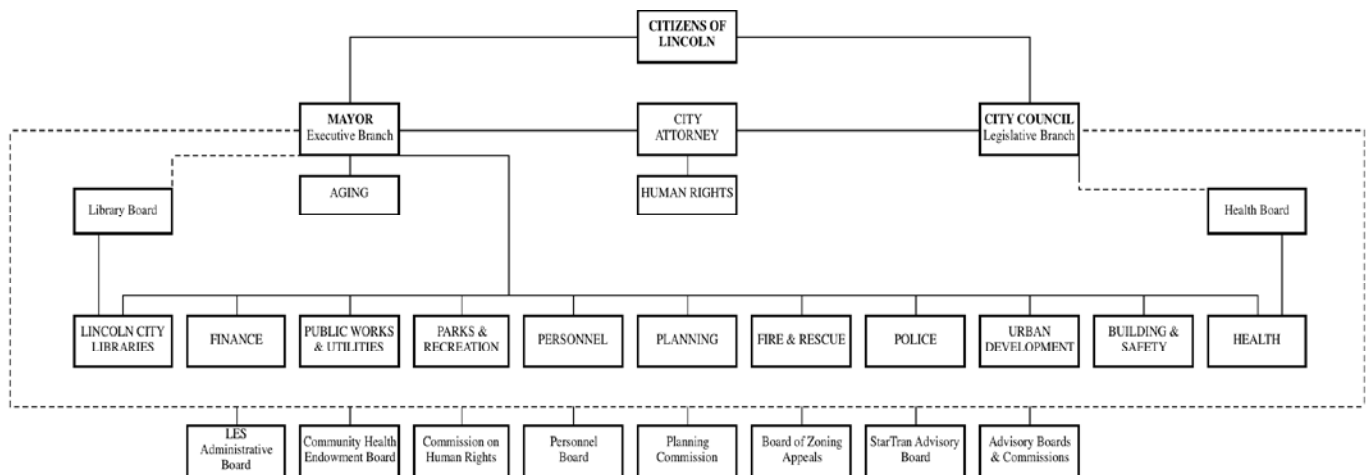 CITIZENS OF
LINCOLN
MAYOR
Executive Branch
CITY
ATTORNEY
CITY COUNCIL
Legislative Branch
AGING
HUMAN RIGHTS
Library Board
Health Board
LINCOLN CITY
LIBRARIES
FINANCE
PUBLIC WORKS
& UTILITIES
PARKS &
RECREATION
PERSONNEL
PLANNING
FIRE & RESCUE
POLICE
URBAN
DEVELOPMENT
BUILDING &
SAFETY
HEALTH
LES
Administrative
Board
Community Health
Endowment Board
Commission on
Human Rights
Personnel
Board
Planning
Commission
Board of Zoning
Appeals
StarTran Advisory
Board
Advisory Boards
& Commissions